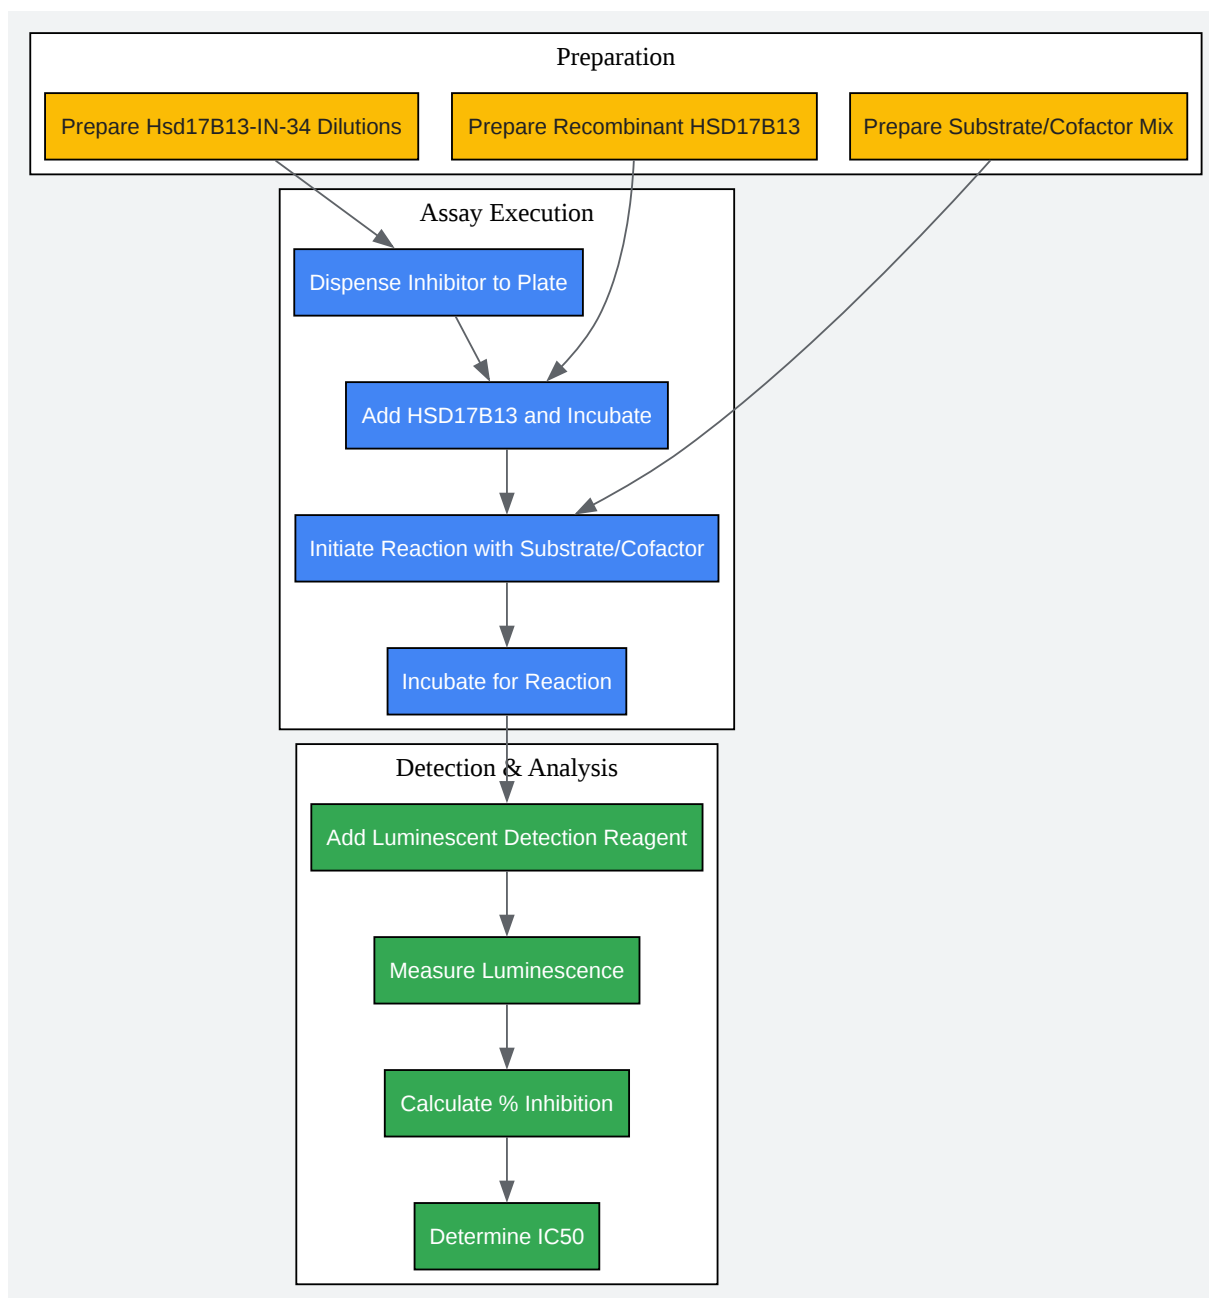 Preparation
Prepare Hsd17B13-IN-34 Dilutions
Prepare Recombinant HSD17B13
Prepare Substrate/Cofactor Mix
Assay Execution
Dispense Inhibitor to Plate
Add HSD17B13 and Incubate
Initiate Reaction with Substrate/Cofactor
Incubate for Reaction
Detection & Analysis
Add Luminescent Detection Reagent
Measure Luminescence
Calculate % Inhibition
Determine IC50